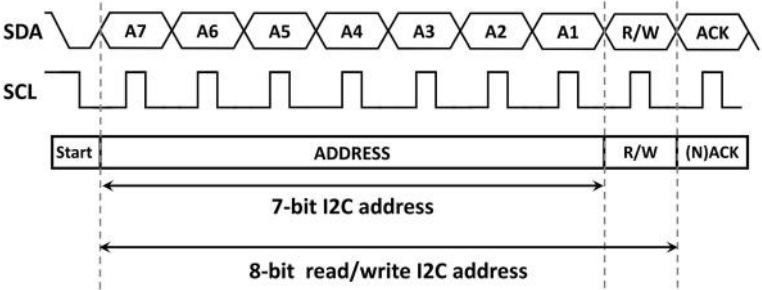 SDA A7 A6 A5 A4 A3 A2 A1 R/W ACK
SCL
Start ADDRESS R/W (N)ACK
7-bit I2C address
8-bit read/write I2C address